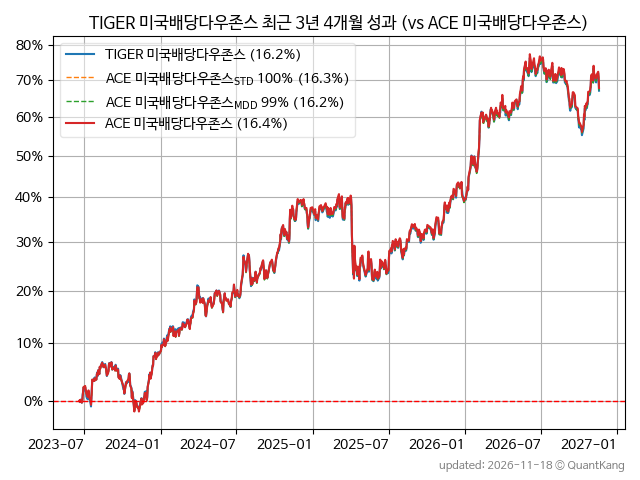 TIGER 미국배당다우존스 최근 3년 4개월 성과 (vs ACE 미국배당다우존스)
80%
70%
60%
50%
40%
30%
20%
10%
0%
TIGER 미국배당다우존스 (16.2%)
ACE 미국배당다우존스STD 100% (16.3%)
ACE 미국배당다우존스MDD 99% (16.2%)
ACE 미국배당다우존스 (16.4%)
2023-07 2024-01 2024-07 2025-01 2025-07 2026-01 2026-07 2027-01
updated: 2026-11-18 © QuantKang